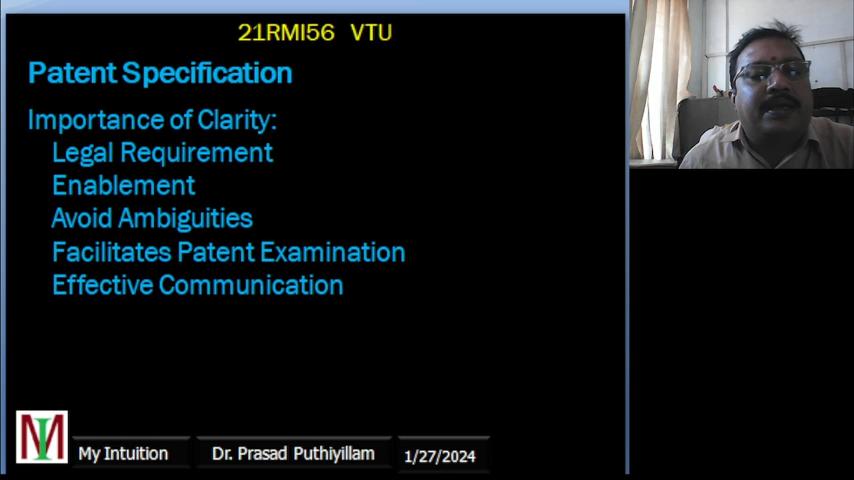 21RMI56 VTU
Patent Specification
Importance of Clarity:
Legal Requirement
Enablement
Avoid Ambiguities
Facilitates Patent Examination
Effective Communication
MI
My Intuition
Dr. Prasad Puthiyillam
1/27/2024